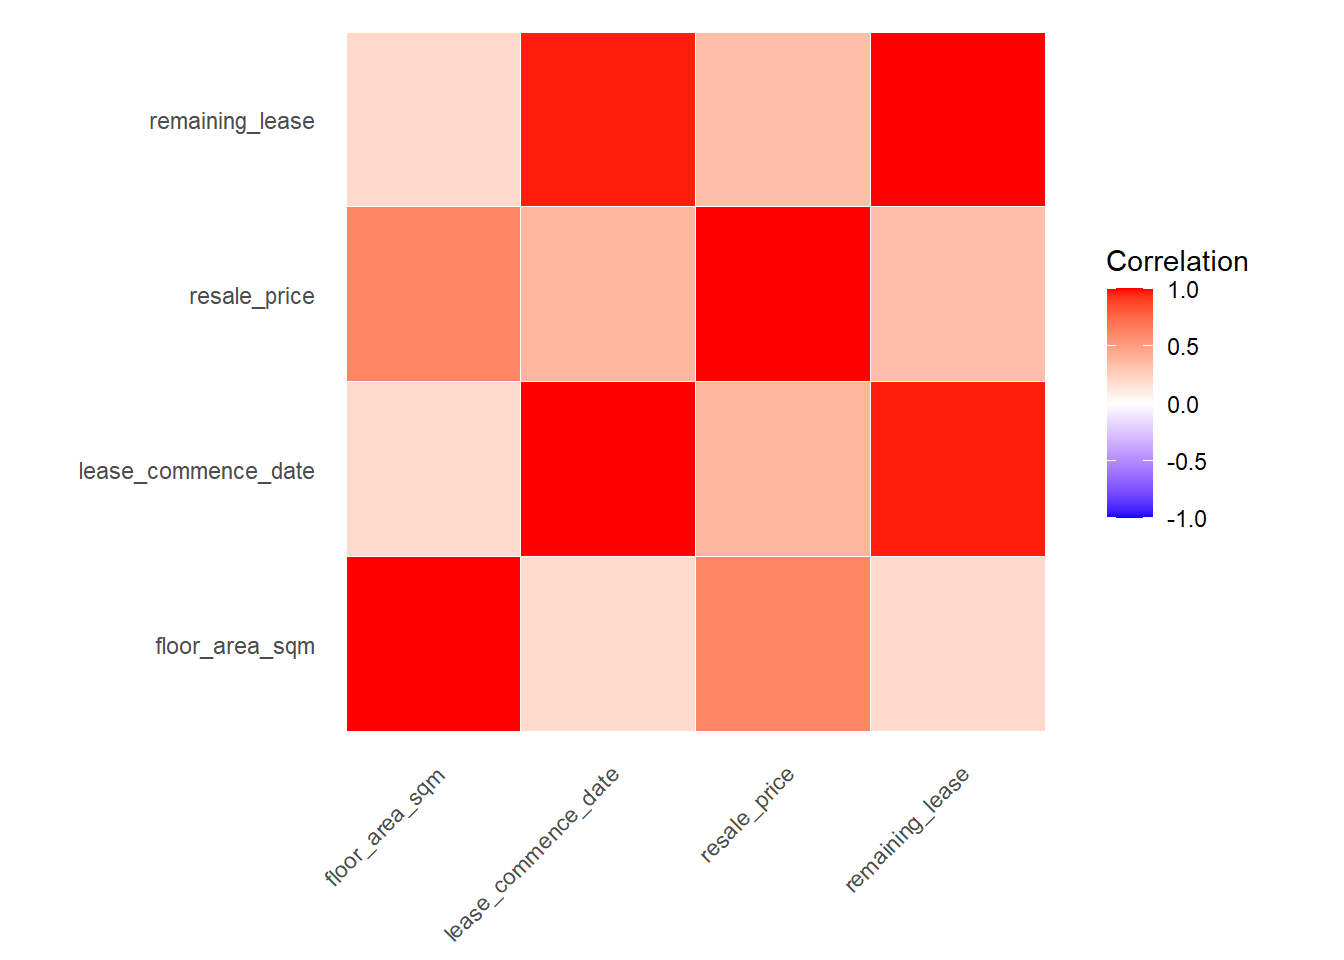 remaining_lease
resale_price
lease_commence_date
floor_area_sqm
floor_area_sqm
lease_commence_date
resale_price
remaining_lease
Correlation
1.0
0.5
0.0
-0.5
-1.0